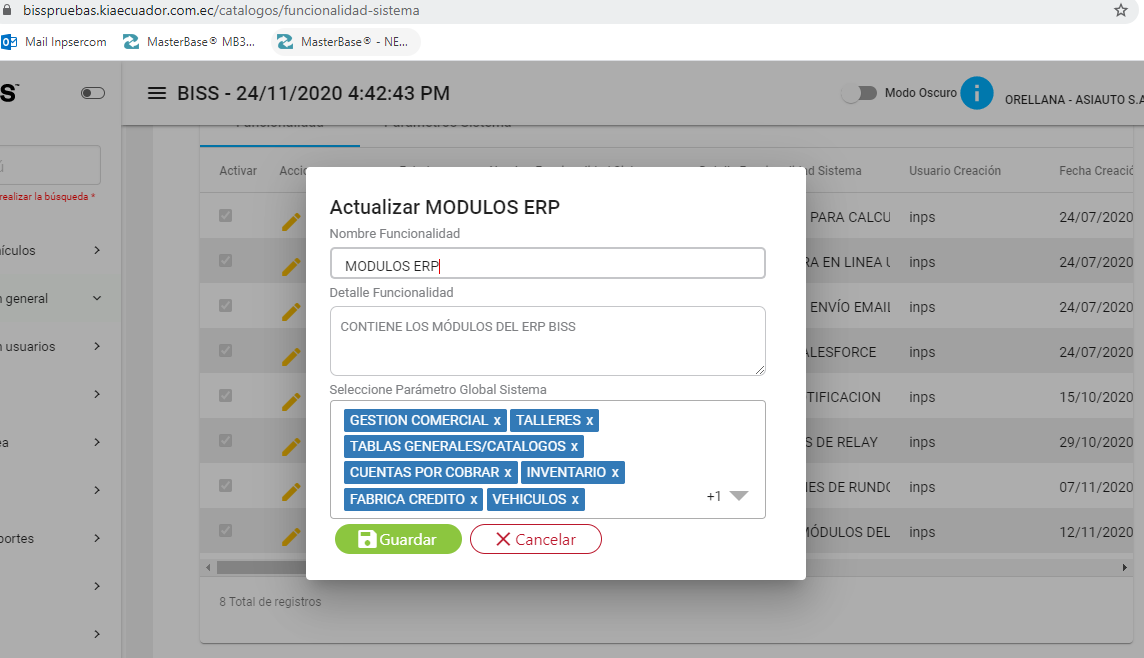 bisspruebas.kiaecuador.com.ec/catalogos/funcionalidad-sistema
Mail Inpsercom MasterBase® MB3... MasterBase® - NE...
BISS - 24/11/2020 4:42:43 PM Modo Oscuro i ORELLANA - ASIAUTO S.A
Funcionalidad Parámetros Sistema
Activar Usuario Creación Fecha Creació
realizar la búsqueda *
Actualizar MODULOS ERP
Nombre Funcionalidad
MODULOS ERP
Detalle Funcionalidad
CONTIENE LOS MÓDULOS DEL ERP BISS
Seleccione Parámetro Global Sistema
GESTION COMERCIAL x TALLERES x
TABLAS GENERALES/CATALOGOS x
CUENTAS POR COBRAR x INVENTARIO x
FABRICA CREDITO x VEHICULOS x +1
Guardar Cancelar
PARA CALCU inps 24/07/2020
ículos
RA EN LINEA U inps 24/07/2020
n general ENVÍO EMAIL inps 24/07/2020
n usuarios ALESFORCE inps 24/07/2020
TIFICACION inps 15/10/2020
ea S DE RELAY inps 29/10/2020
ES DE RUNDO inps 07/11/2020
portes MÓDULOS DEL inps 12/11/2020
8 Total de registros